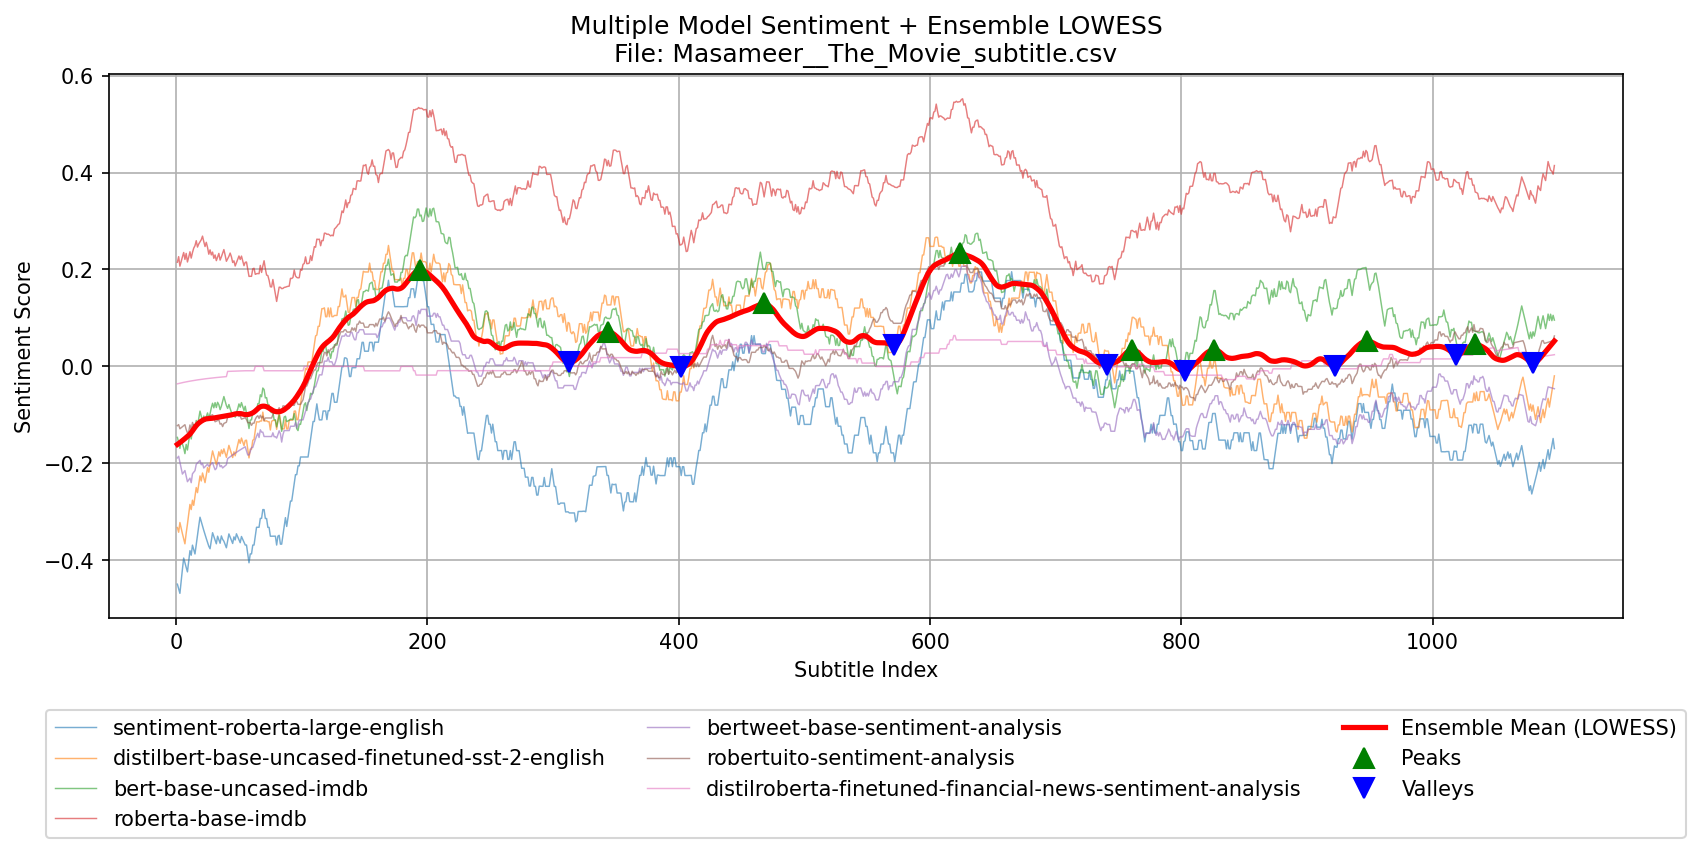 Multiple Model Sentiment + Ensemble LOWESS
File: Masameer__The_Movie_subtitle.csv
Sentiment Score
0.6
0.4
0.2
0.0
−0.2
−0.4
0 200 400 600 800 1000
Subtitle Index
sentiment-roberta-large-english
distilbert-base-uncased-finetuned-sst-2-english
bert-base-uncased-imdb
roberta-base-imdb
bertweet-base-sentiment-analysis
robertuito-sentiment-analysis
distilroberta-finetuned-financial-news-sentiment-analysis
Ensemble Mean (LOWESS)
Peaks
Valleys